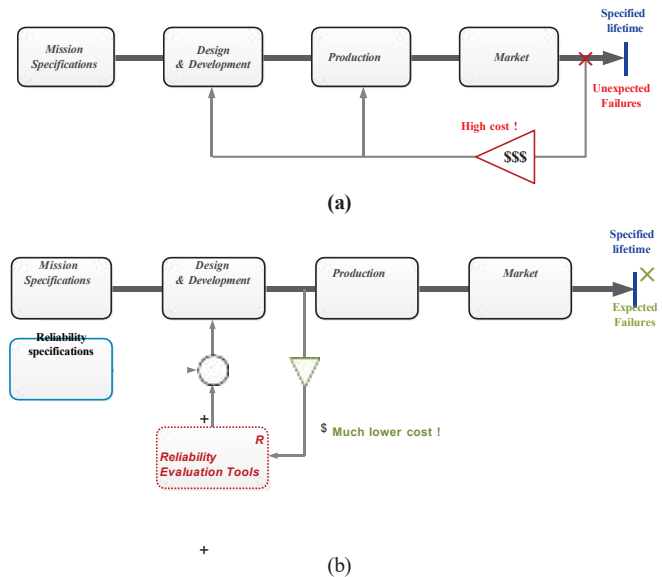 Specified
lifetime
Mission
Specifications
Design
& Development
Production
Market
Unexpected
Failures
High cost !
$$$
(a)
Specified
lifetime
Mission
Specifications
Design
& Development
Production
Market
Expected
Failures
Reliability
specifications
+
R
Reliability
Evaluation Tools
$ Much lower cost !
+
(b)